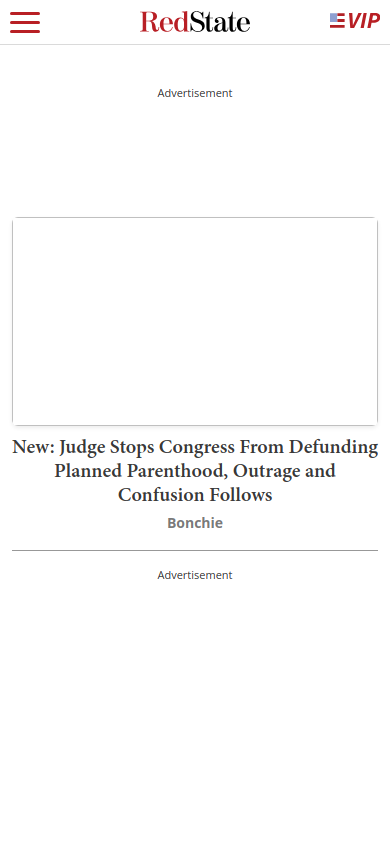 RedState
VIP
Advertisement
New: Judge Stops Congress From Defunding
Planned Parenthood, Outrage and
Confusion Follows
Bonchie
Advertisement